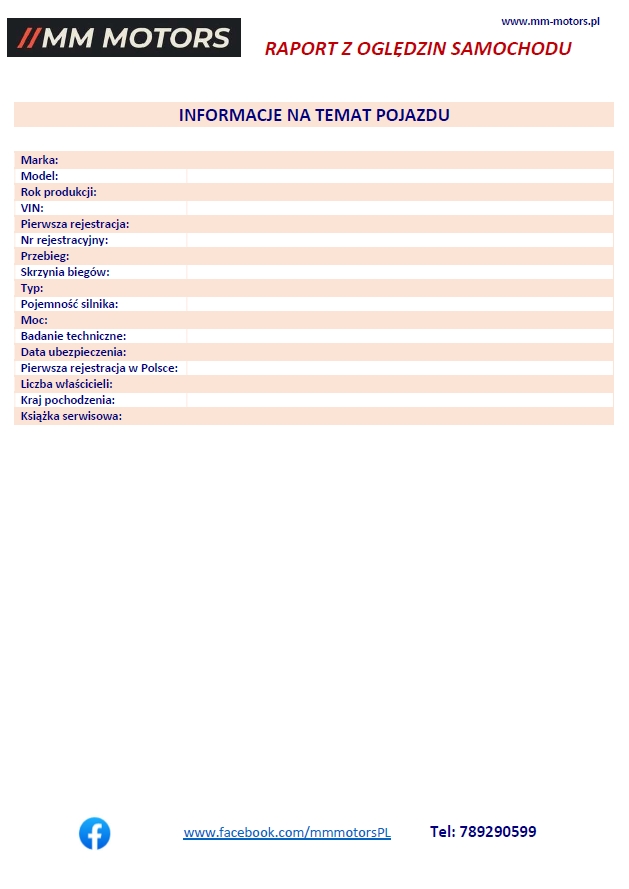 www.mm-motors.pl
//MM MOTORS
RAPORT Z OGLĘDZIN SAMOCHODU
INFORMACJE NA TEMAT POJAZDU
Marka:
Model:
Rok produkcji:
VIN:
Pierwsza rejestracja:
Nr rejestracyjny:
Przebieg:
Skrzynia biegów:
Typ:
Pojemność silnika:
Moc:
Badanie techniczne:
Data ubezpieczenia:
Pierwsza rejestracja w Polsce:
Liczba właścicieli:
Kraj pochodzenia:
Książka serwisowa:
www.facebook.com/mmmotorsPL Tel: 789290599